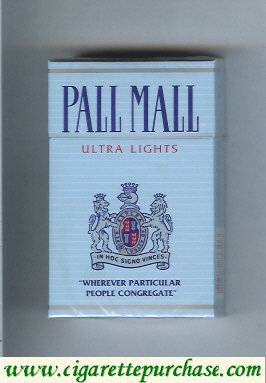 PALL MALL
ULTRA LIGHTS
IN HOC SIGNO VINCES
"WHEREVER PARTICULAR
PEOPLE CONGREGATE"
www.cigarettepurchase.com